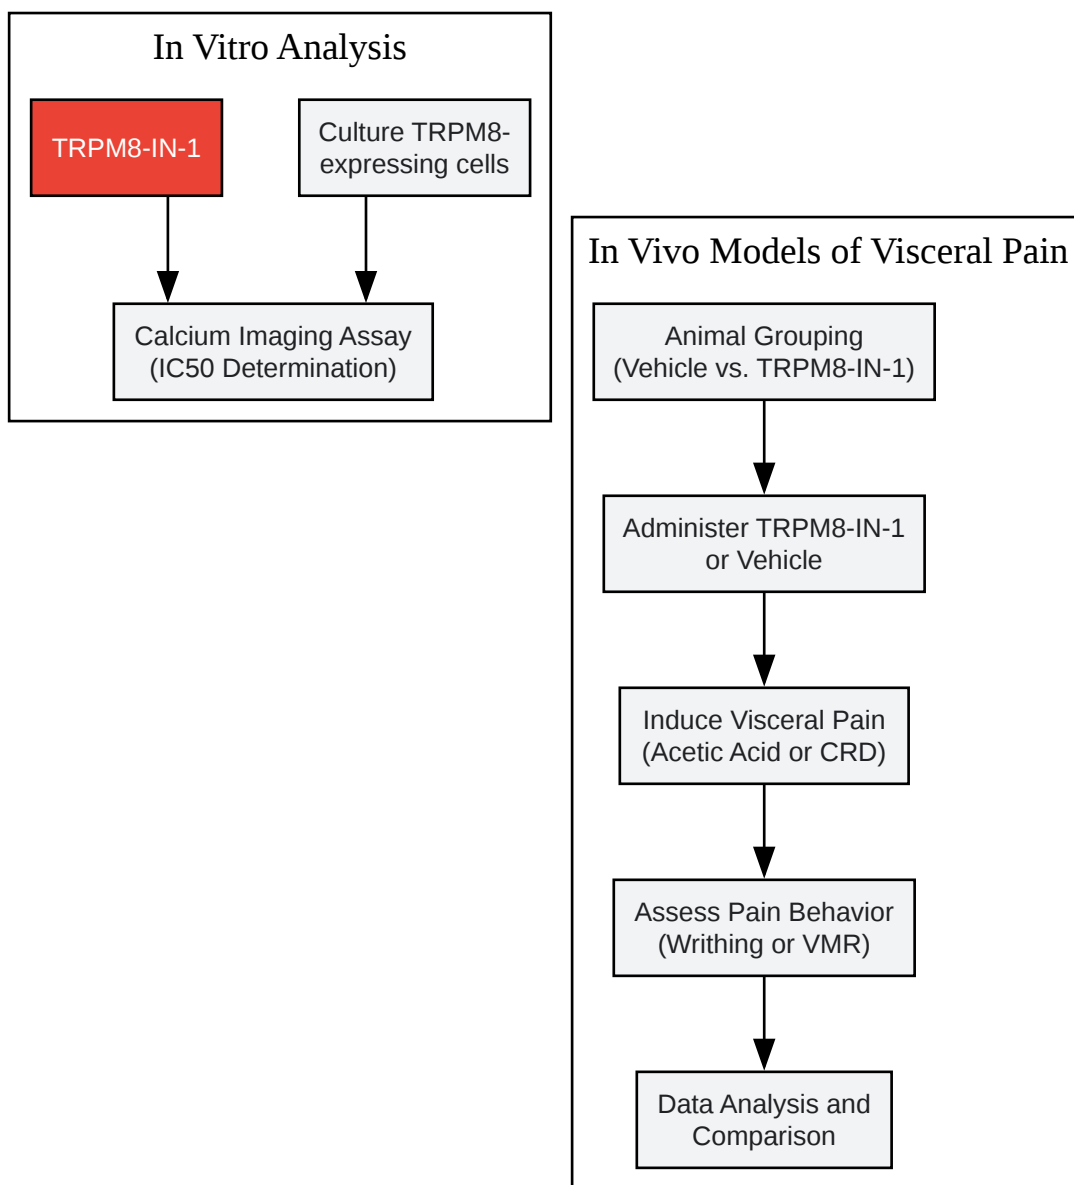 In Vitro Analysis
TRPM8-IN-1
Culture TRPM8-
expressing cells
Calcium Imaging Assay
(IC50 Determination)
In Vivo Models of Visceral Pain
Animal Grouping
(Vehicle vs. TRPM8-IN-1)
Administer TRPM8-IN-1
or Vehicle
Induce Visceral Pain
(Acetic Acid or CRD)
Assess Pain Behavior
(Writhing or VMR)
Data Analysis and
Comparison